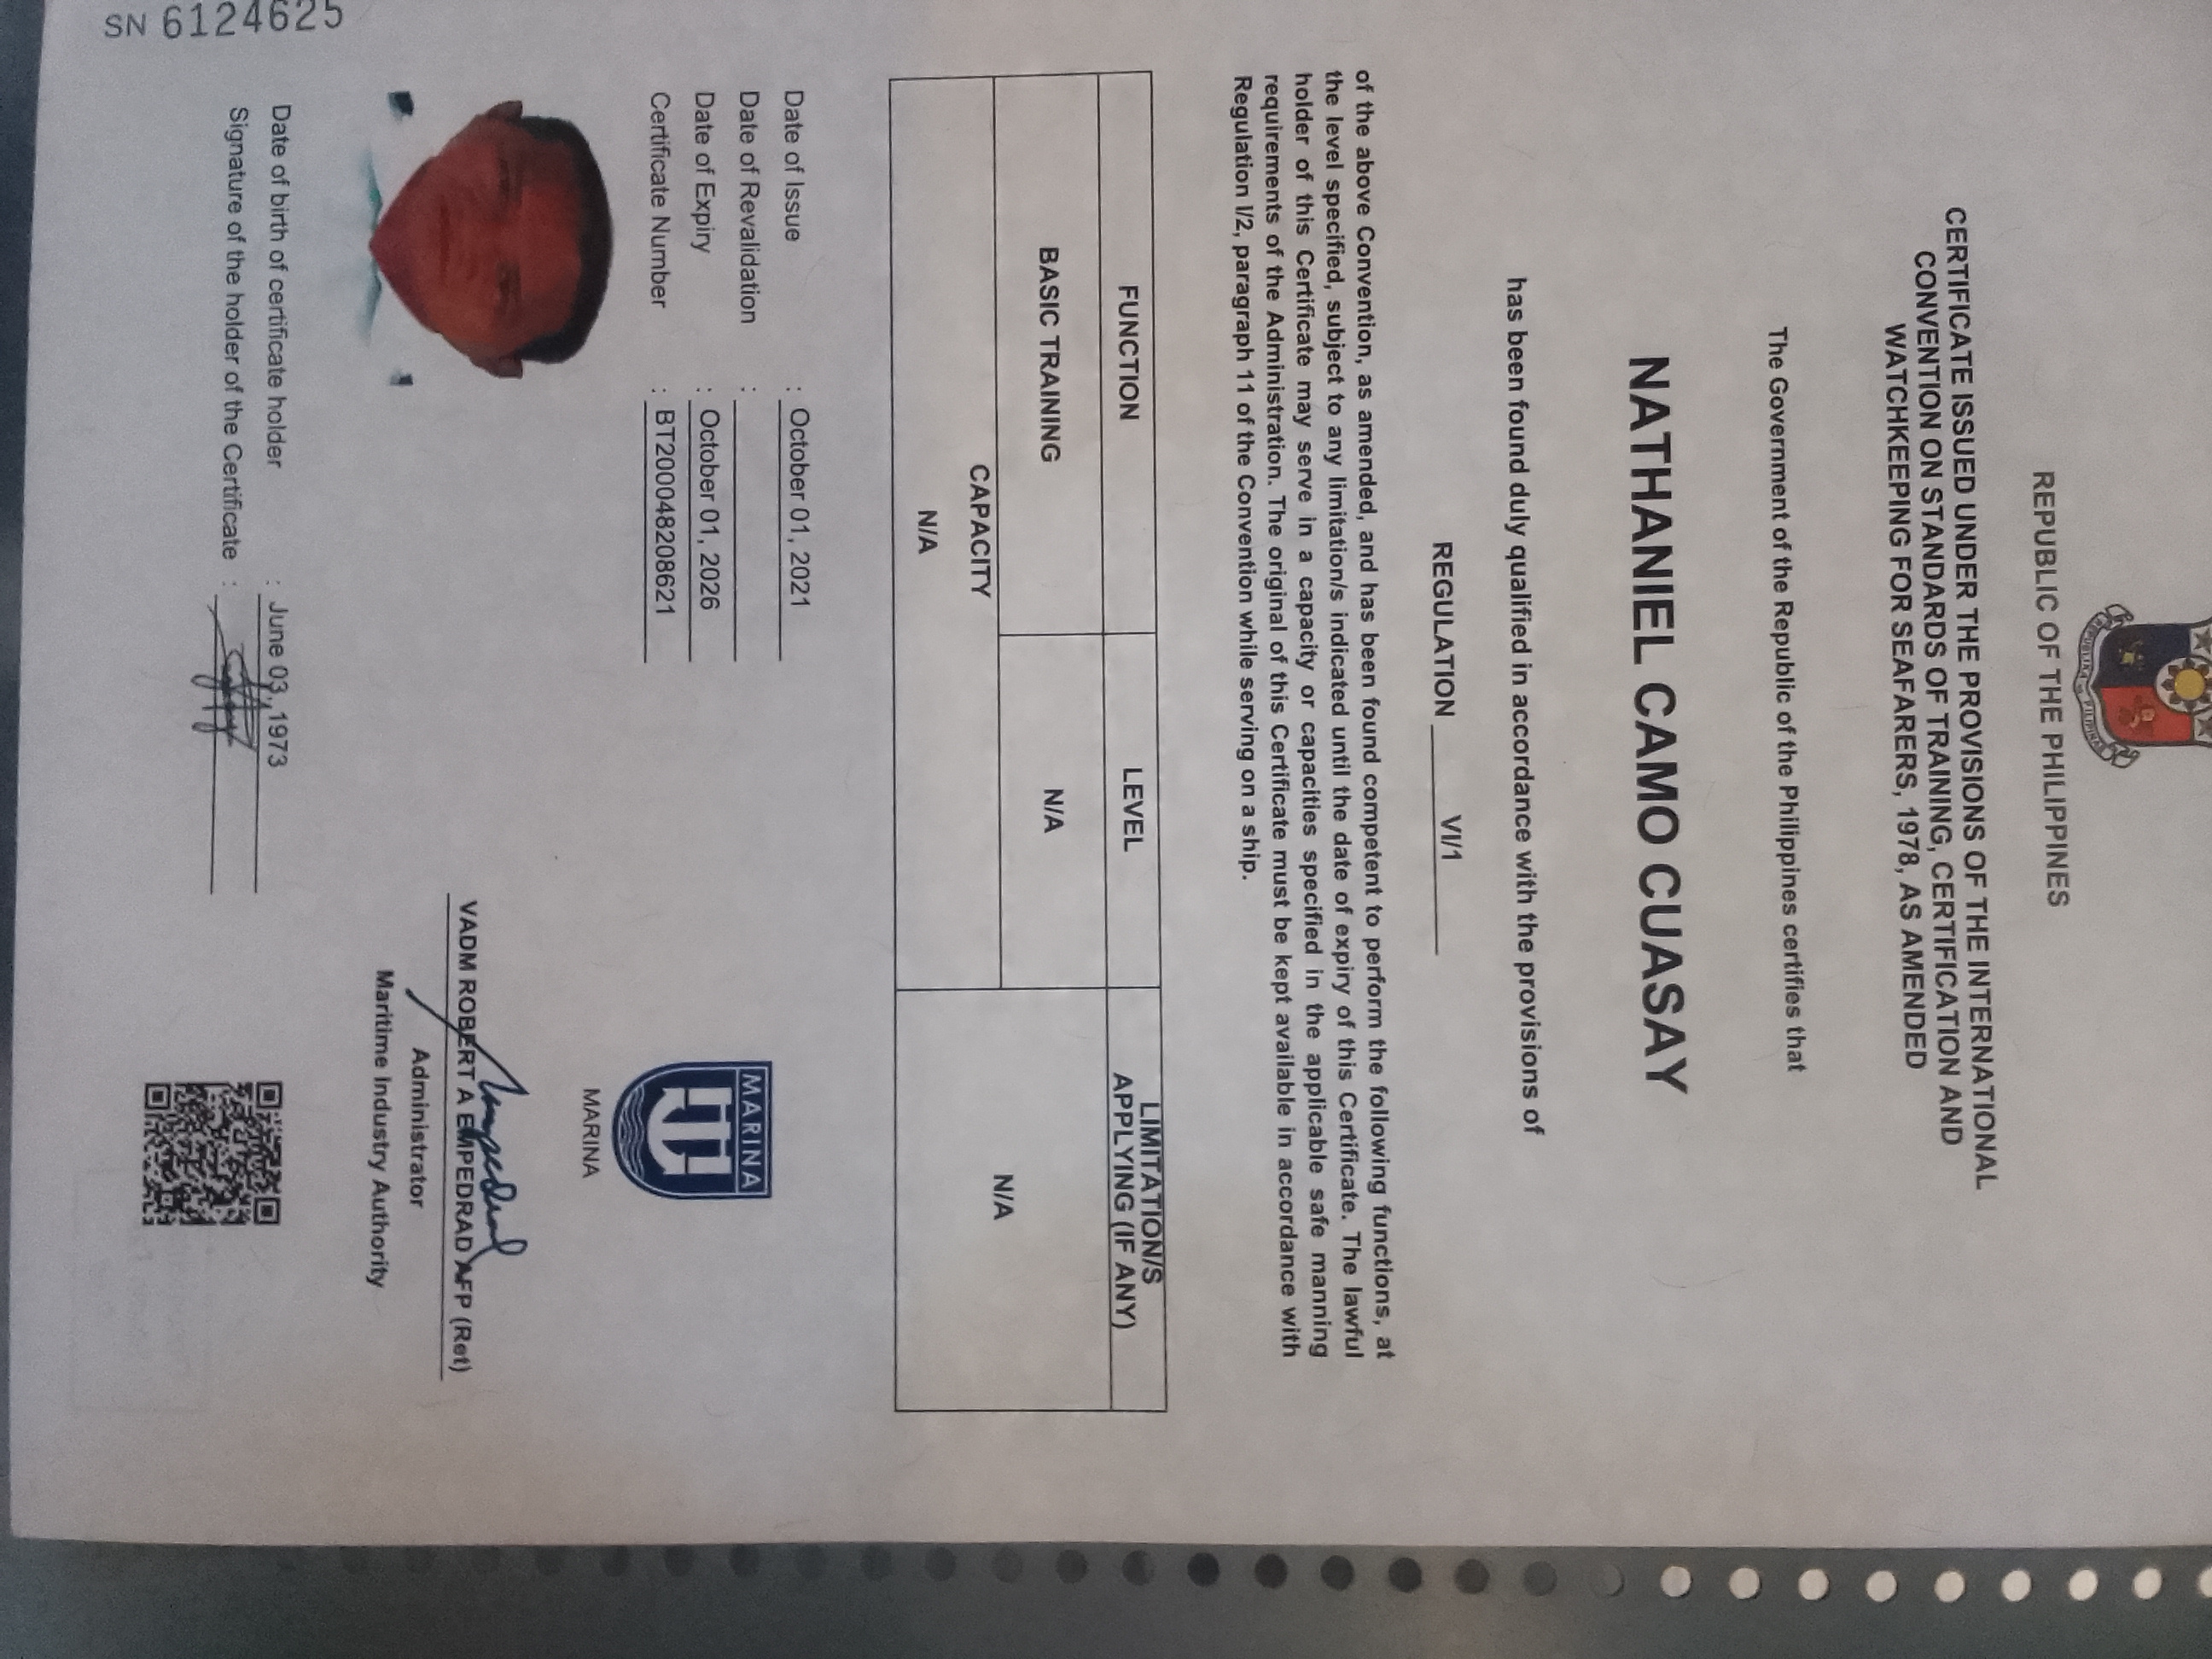 REPUBLIC OF THE PHILIPPINES
CERTIFICATE ISSUED UNDER THE PROVISIONS OF THE INTERNATIONAL
CONVENTION ON STANDARDS OF TRAINING, CERTIFICATION AND
WATCHKEEPING FOR SEAFARERS, 1978, AS AMENDED
The Government of the Republic of the Philippines certifies that
NATHANIEL CAMO CUASAY
has been found duly qualified in accordance with the provisions of
REGULATION VI/1
of the above Convention, as amended, and has been found competent to perform the following functions, at
the level specified, subject to any limitation/s indicated until the date of expiry of this Certificate. The lawful
holder of this Certificate may serve in a capacity or capacities specified in the applicable safe manning
requirements of the Administration. The original of this Certificate must be kept available in accordance with
Regulation I/2, paragraph 11 of the Convention while serving on a ship.
FUNCTION LEVEL LIMITATION/S APPLYING (IF ANY)
BASIC TRAINING N/A N/A
CAPACITY
N/A
Date of Issue : October 01, 2021
Date of Revalidation :
Date of Expiry : October 01, 2026
Certificate Number : BT200048208621
MARINA
MARINA
VADM ROBERT A EMPEDRAD AFP (Ret)
Administrator
Maritime Industry Authority
Date of birth of certificate holder : June 03, 1973
Signature of the holder of the Certificate :
SN 6124625